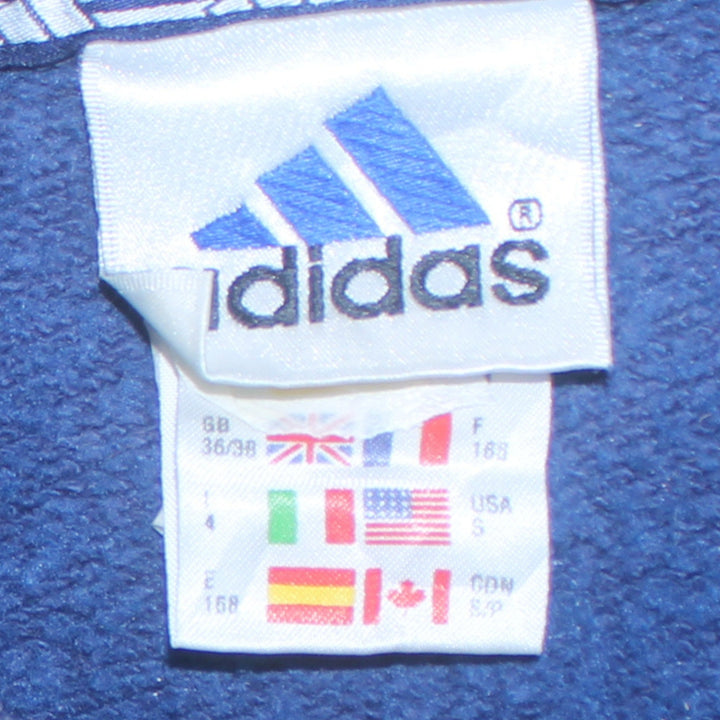 adidas®
GB F
36/38 168
I USA
4 S
E CDN
168 S/P